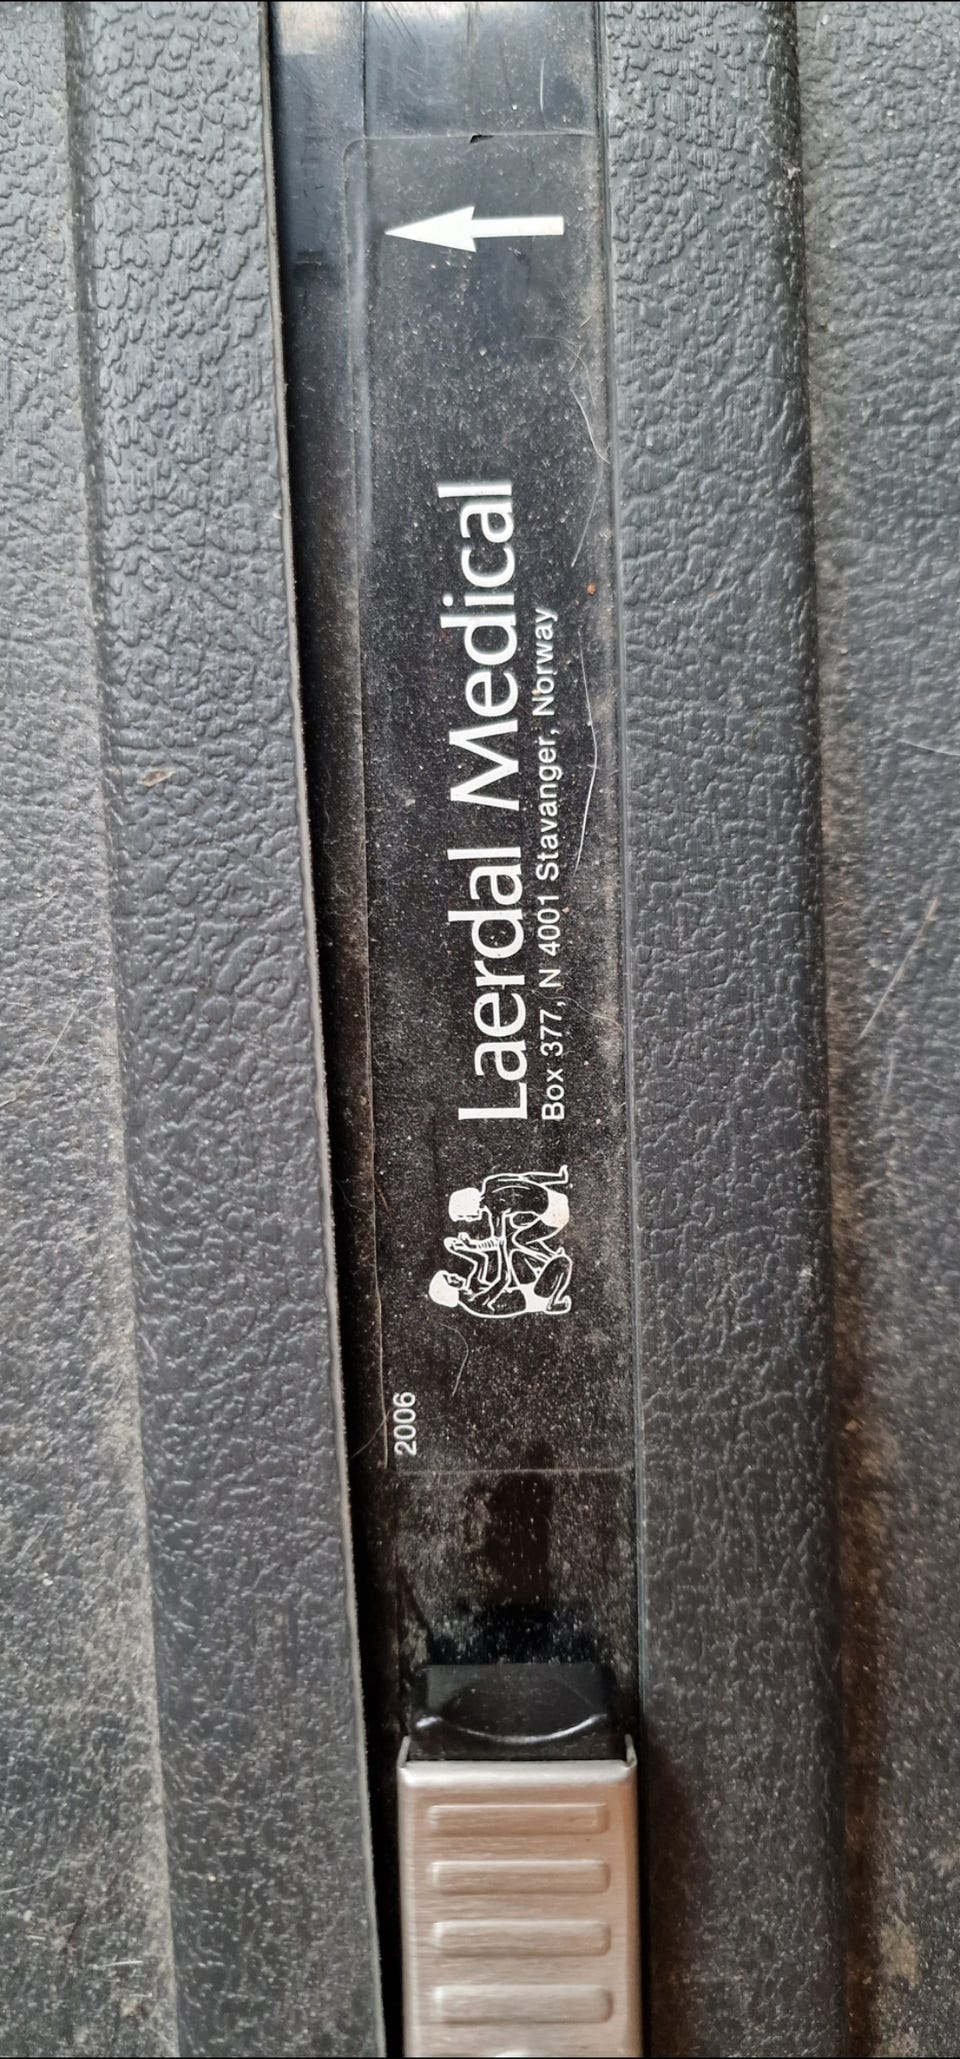 Laerdal Medical
Box 377, N 4001 Stavanger, Norway
2006